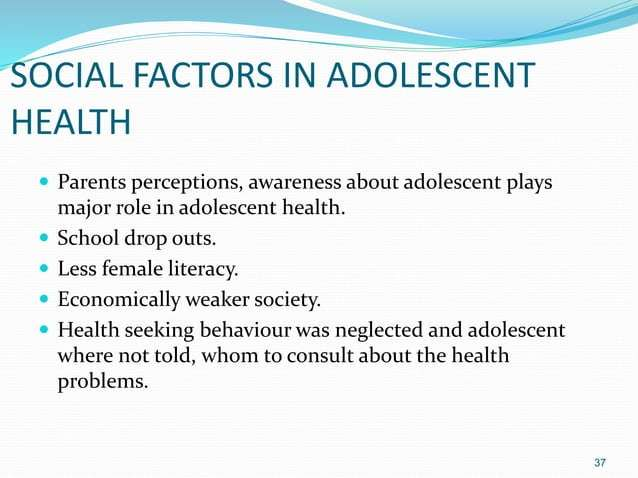 SOCIAL FACTORS IN ADOLESCENT
HEALTH
• Parents perceptions, awareness about adolescent plays
major role in adolescent health.
• School drop outs.
• Less female literacy.
• Economically weaker society.
• Health seeking behaviour was neglected and adolescent
where not told, whom to consult about the health
problems.
37